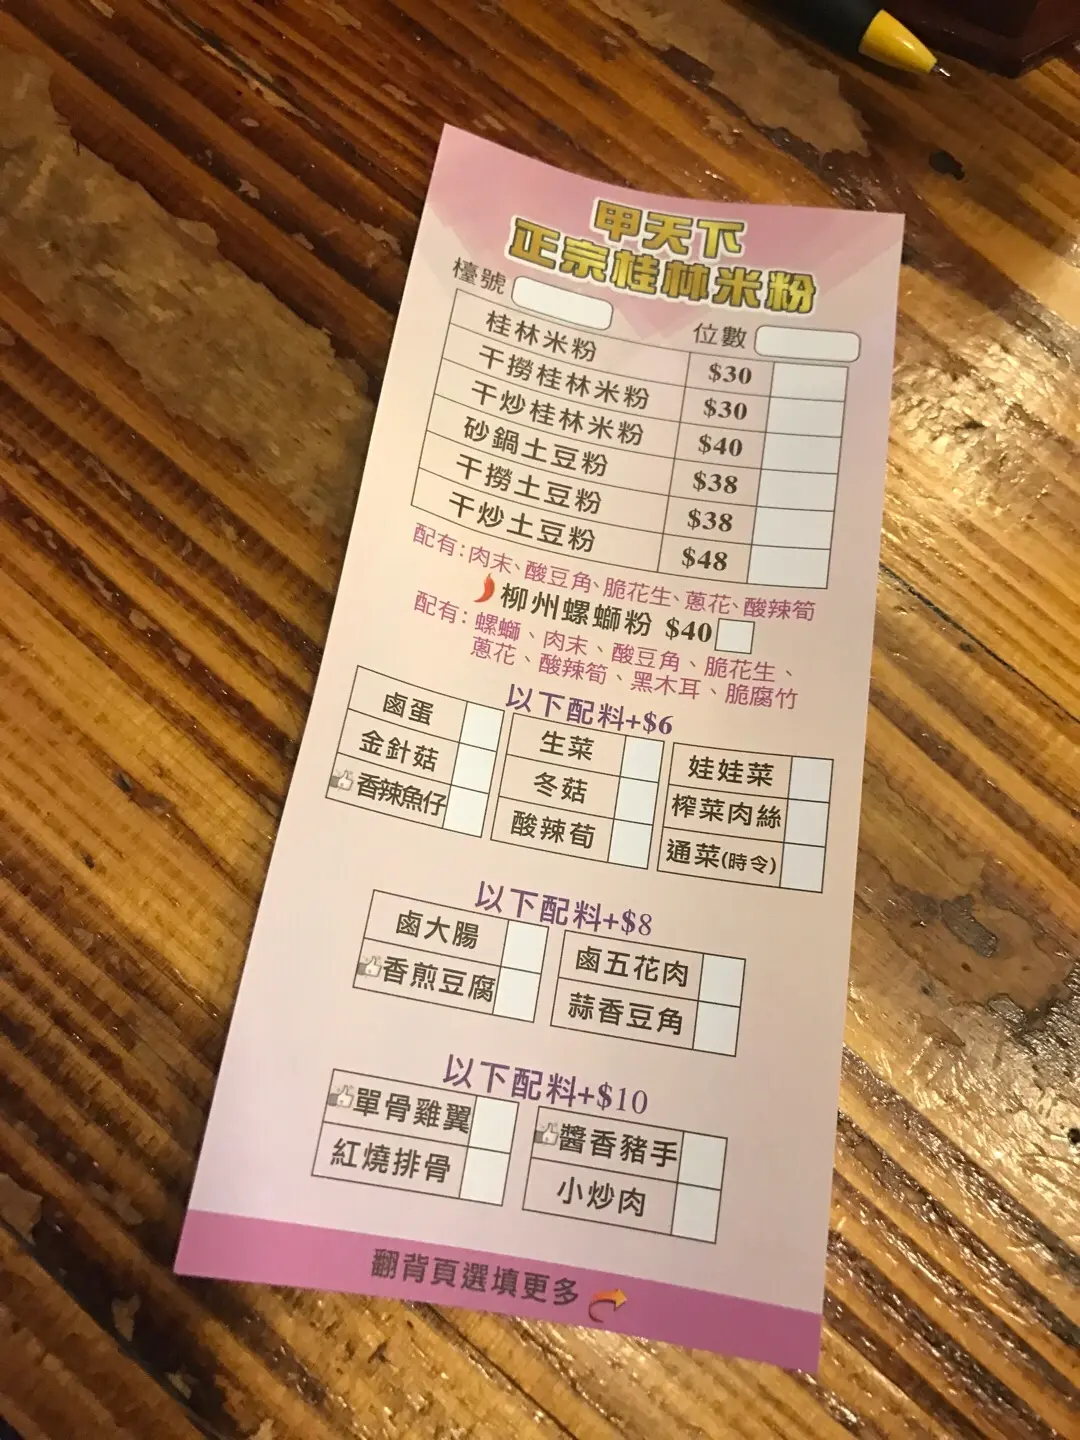 甲天下
正宗桂林米粉
檯號 位數
桂林米粉 $30
干撈桂林米粉 $30
干炒桂林米粉 $40
砂鍋土豆粉 $38
干撈土豆粉 $38
干炒土豆粉 $48
配有:肉末、酸豆角、脆花生、蔥花、酸辣筍
柳州螺螄粉 $40
配有:螺螄、肉末、酸豆角、脆花生、
蔥花、酸辣筍、黑木耳、脆腐竹
以下配料+$6
鹵蛋 生菜 娃娃菜
金針菇 冬菇 榨菜肉絲
香辣魚仔 酸辣荀 通菜(時令)
以下配料+$8
鹵大腸 鹵五花肉
香煎豆腐 蒜香豆角
以下配料+$10
單骨雞翼 醬香豬手
紅燒排骨 小炒肉
翻背頁選填更多